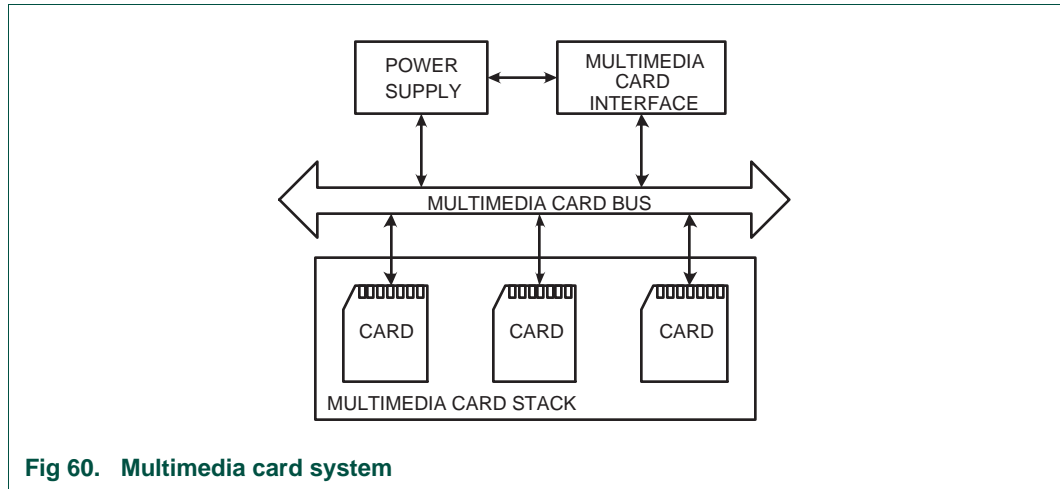 POWER
SUPPLY
MULTIMEDIA
CARD
INTERFACE
MULTIMEDIA CARD BUS
CARD
CARD
CARD
MULTIMEDIA CARD STACK
Fig 60. Multimedia card system